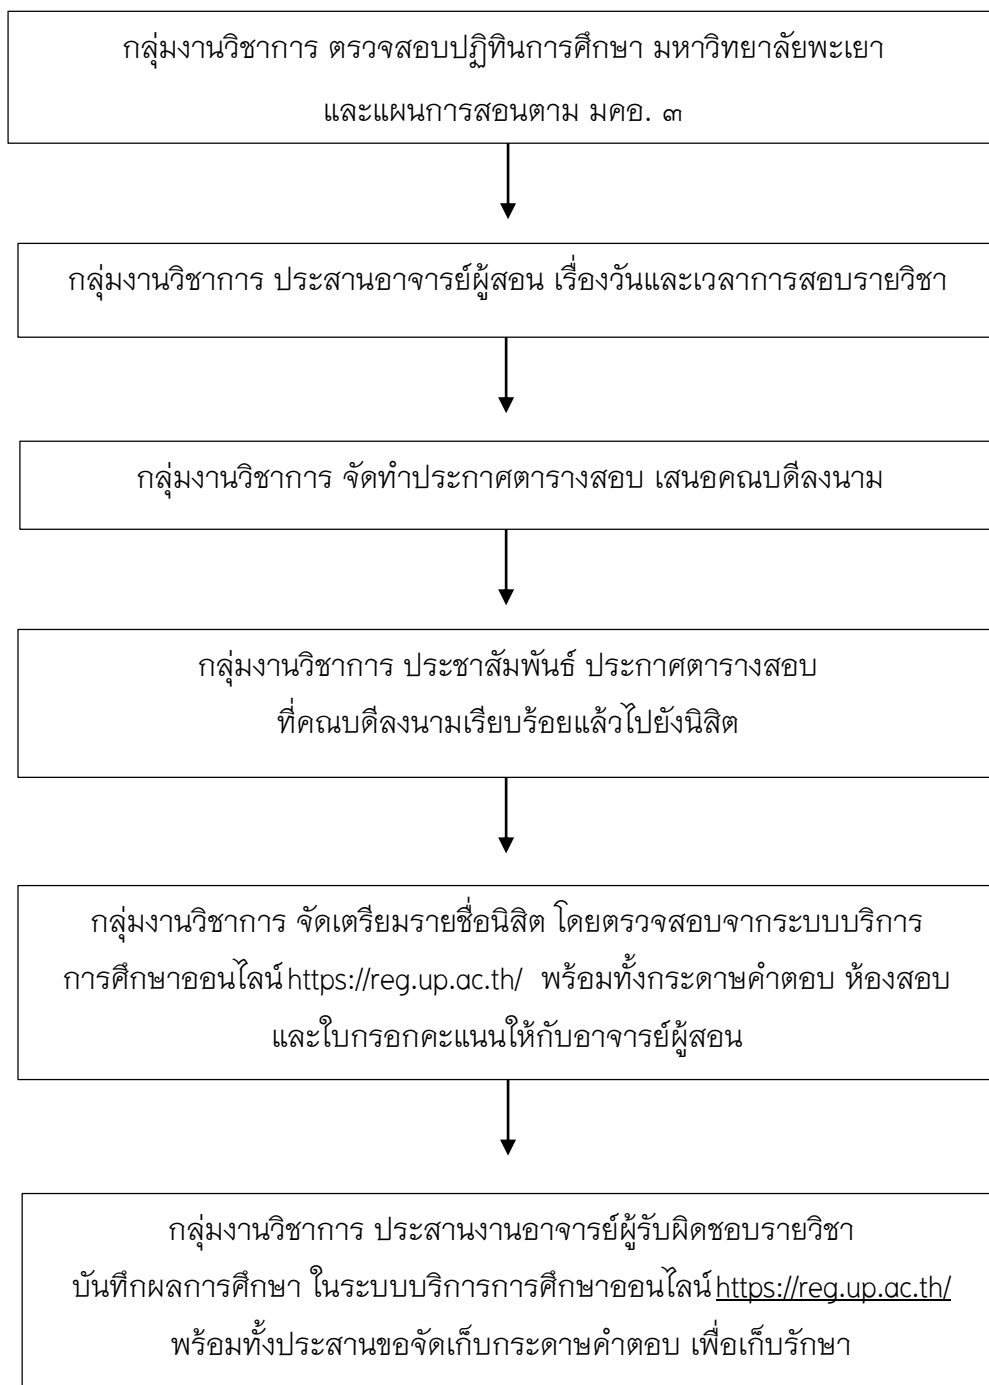 กลุ่มงานวิชาการ ตรวจสอบปฏิทินการศึกษา มหาวิทยาลัยพะเยา
และแผนการสอนตาม มคอ. ๓
กลุ่มงานวิชาการ ประสานอาจารย์ผู้สอน เรื่องวันและเวลาการสอบรายวิชา
กลุ่มงานวิชาการ จัดทำประกาศตารางสอบ เสนอคณบดีลงนาม
กลุ่มงานวิชาการ ประชาสัมพันธ์ ประกาศตารางสอบ
ที่คณบดีลงนามเรียบร้อยแล้วไปยังนิสิต
กลุ่มงานวิชาการ จัดเตรียมรายชื่อนิสิต โดยตรวจสอบจากระบบบริการ
การศึกษาออนไลน์ https://reg.up.ac.th/ พร้อมทั้งกระดาษคำตอบ ห้องสอบ
และใบกรอกคะแนนให้กับอาจารย์ผู้สอน
กลุ่มงานวิชาการ ประสานงานอาจารย์ผู้รับผิดชอบรายวิชา
บันทึกผลการศึกษา ในระบบบริการการศึกษาออนไลน์ https://reg.up.ac.th/
พร้อมทั้งประสานขอจัดเก็บกระดาษคำตอบ เพื่อเก็บรักษา